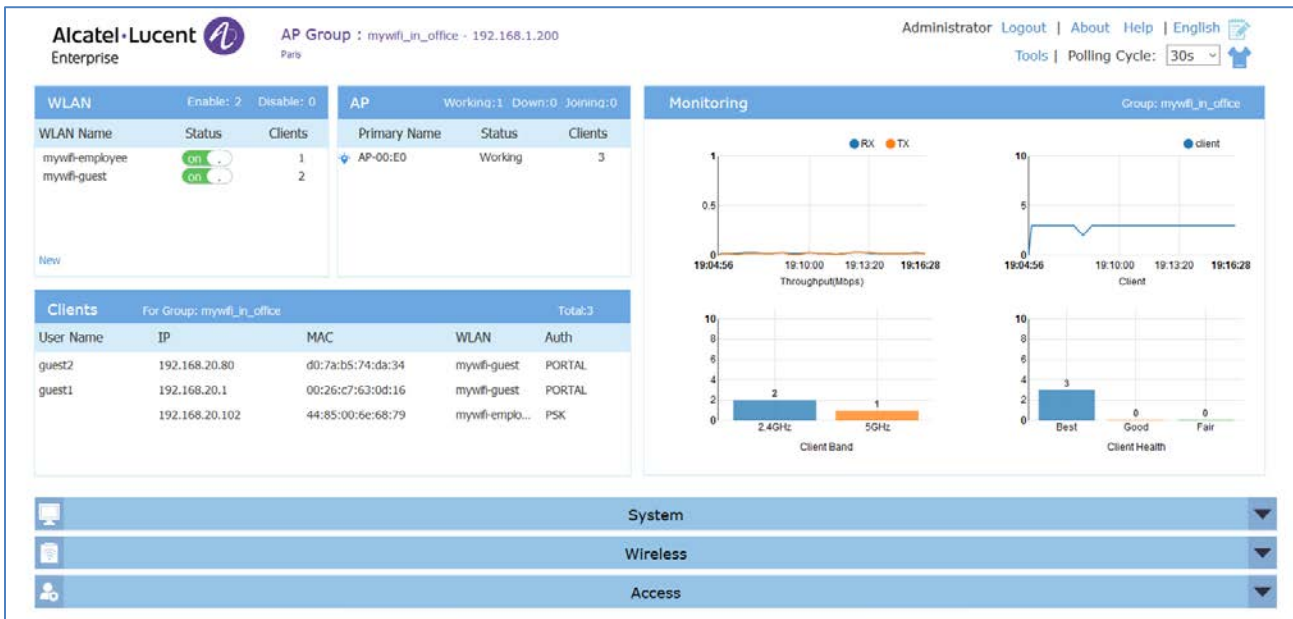 Alcatel·Lucent
Enterprise
AP Group : mywifi_in_office - 192.168.1.200
Paris
Administrator Logout | About Help | English
Tools | Polling Cycle: 30s
WLAN Enable: 2 Disable: 0
WLAN Name Status Clients
mywifi-employee on 1
mywifi-guest on 2
New
AP Working:1 Down:0 Joining:0
Primary Name Status Clients
AP-00:E0 Working 3
Clients For Group: mywifi_in_office Total:3
User Name IP MAC WLAN Auth
guest2 192.168.20.80 d0:7a:b5:74:da:34 mywifi-guest PORTAL
guest1 192.168.20.1 00:26:c7:63:0d:16 mywifi-guest PORTAL
192.168.20.102 44:85:00:6e:68:79 mywifi-emplo... PSK
Monitoring Group: mywifi_in_office
RX TX
1
0.5
0
19:04:56 19:10:00 19:13:20 19:16:28
Throughput(Mbps)
client
10
5
0
19:04:56 19:10:00 19:13:20 19:16:28
Client
10
8
6
4
2
0
2
1
2.4GHz 5GHz
Client Band
10
8
6
4
2
0
3
0
0
Best Good Fair
Client Health
System
Wireless
Access